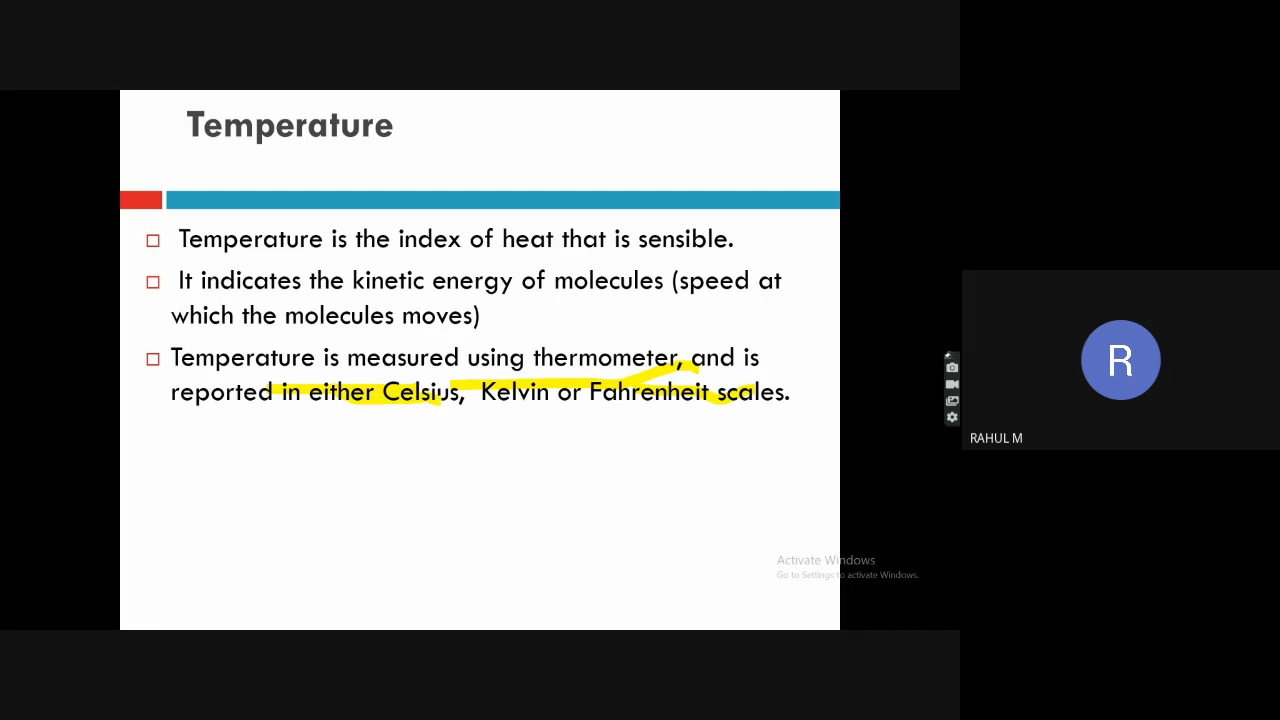 Temperature
Temperature is the index of heat that is sensible.
It indicates the kinetic energy of molecules (speed at
which the molecules moves)
Temperature is measured using thermometer, and is
reported in either Celsius, Kelvin or Fahrenheit scales.
R
RAHUL M
Activate Windows
Go to Settings to activate Windows.